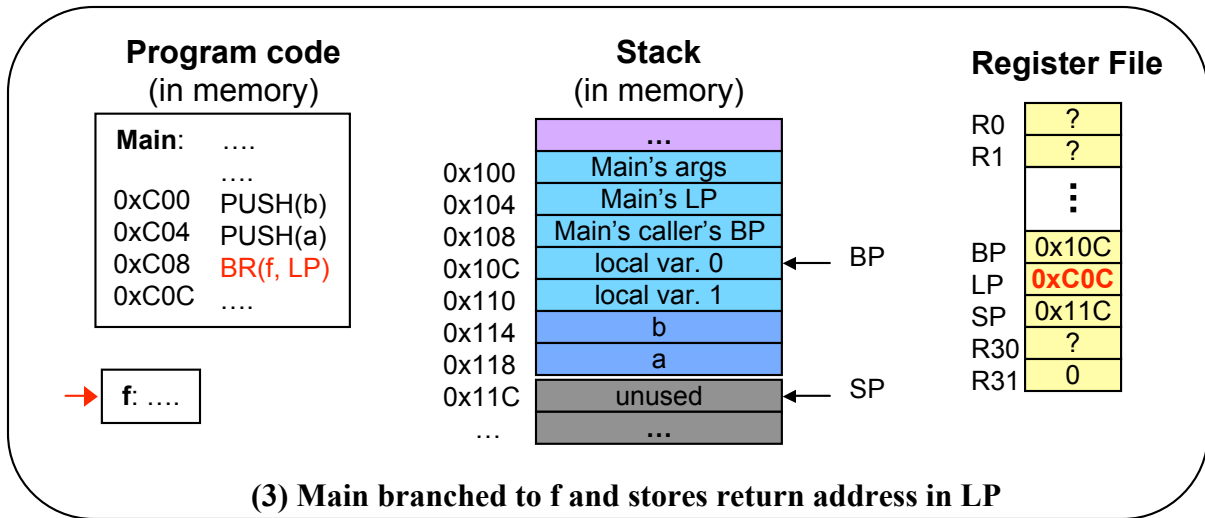 Program code
(in memory)
Main: ….
….
0xC00 PUSH(b)
0xC04 PUSH(a)
0xC08 BR(f, LP)
0xC0C ….
f: ….
Stack
(in memory)
...
0x100 Main’s args
0x104 Main’s LP
0x108 Main’s caller’s BP
0x10C local var. 0 BP
0x110 local var. 1
0x114 b
0x118 a
0x11C unused SP
… ...
Register File
R0 ?
R1 ?
⋮
BP 0x10C
LP 0xC0C
SP 0x11C
R30 ?
R31 0
(3) Main branched to f and stores return address in LP